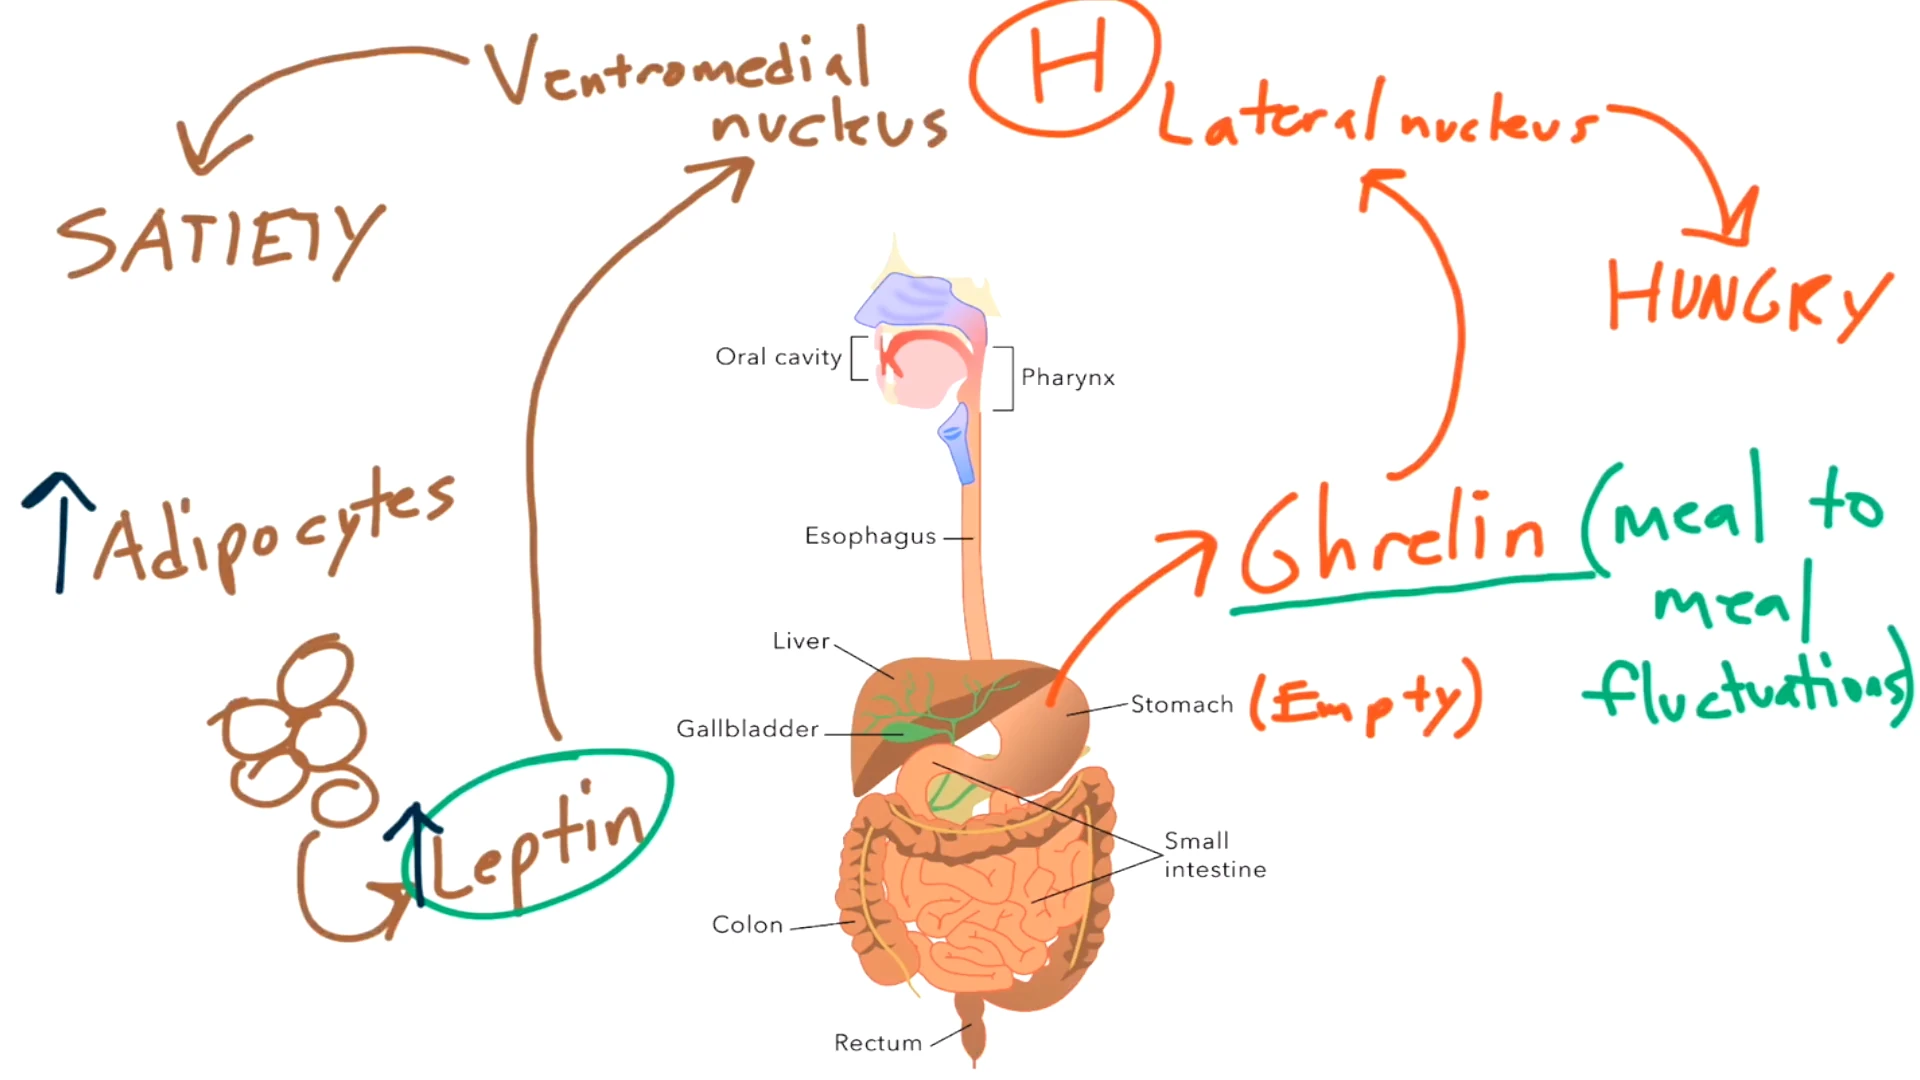 Ventromedial
nucleus
H
Lateral nucleus
SATIETY
HUNGRY
Oral cavity
Pharynx
Adipocytes
Esophagus
Ghrelin (meal to
meal
fluctuations)
(Empty)
Liver
Stomach
Gallbladder
Leptin
Small
intestine
Colon
Rectum